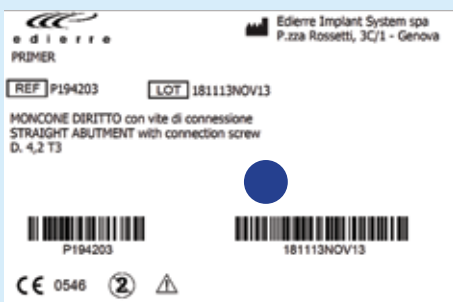 edierre
Edierre Implant System spa
P.zza Rossetti, 3C/1 - Genova
PRIMER
REF P194203
LOT 181113NOV13
MONCONE DIRITTO con vite di connessione
STRAIGHT ABUTMENT with connection screw
D. 4,2 T3
P194203
181113NOV13
CE 0546 2